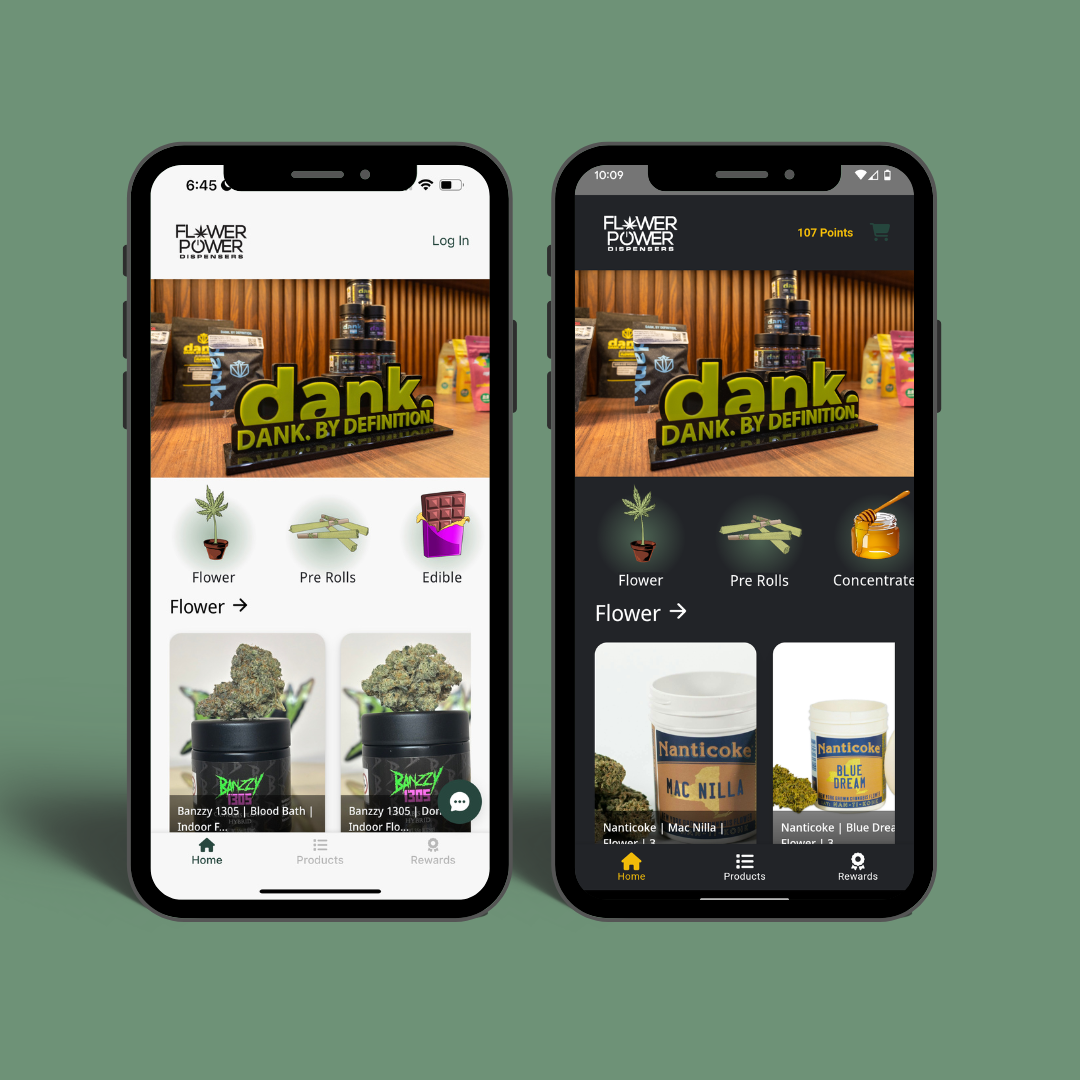 6:45
FLOWER
POWER
DISPENSERS
Log In
dank.
dank.
DANK. BY DEFINITION.
Flower
Pre Rolls
Edible
Flower →
BANZZY
1305
BANZZY
1305
Banzzy 1305 | Blood Bath |
Indoor F...
Banzzy 1305 | Don
Indoor Flo...
Home
Products
Rewards
10:09
FLOWER
POWER
DISPENSERS
107 Points
dank.
dank.
DANK. BY DEFINITION.
Flower
Pre Rolls
Concentrate
Flower →
Nanticoke
MAC NILLA
Nanticoke
BLUE
DREAM
Nanticoke | Mac Nilla |
Flower | 3
Nanticoke | Blue Drea
Flower | 3
Home
Products
Rewards